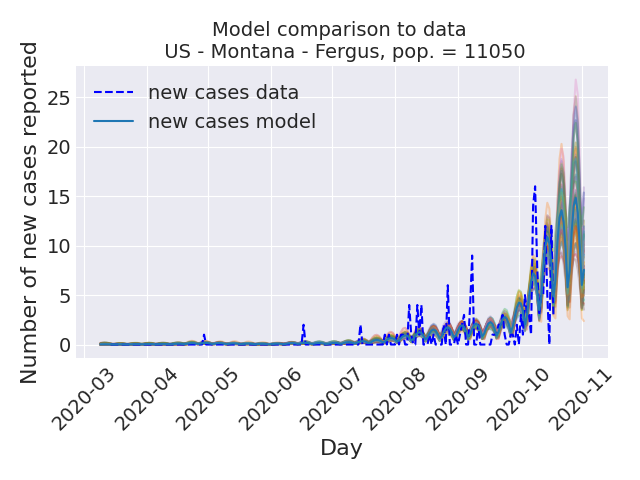 Model comparison to data
US - Montana - Fergus, pop. = 11050
Number of new cases reported
new cases data
new cases model
25
20
15
10
5
0
2020-03
2020-04
2020-05
2020-06
2020-07
2020-08
2020-09
2020-10
2020-11
Day